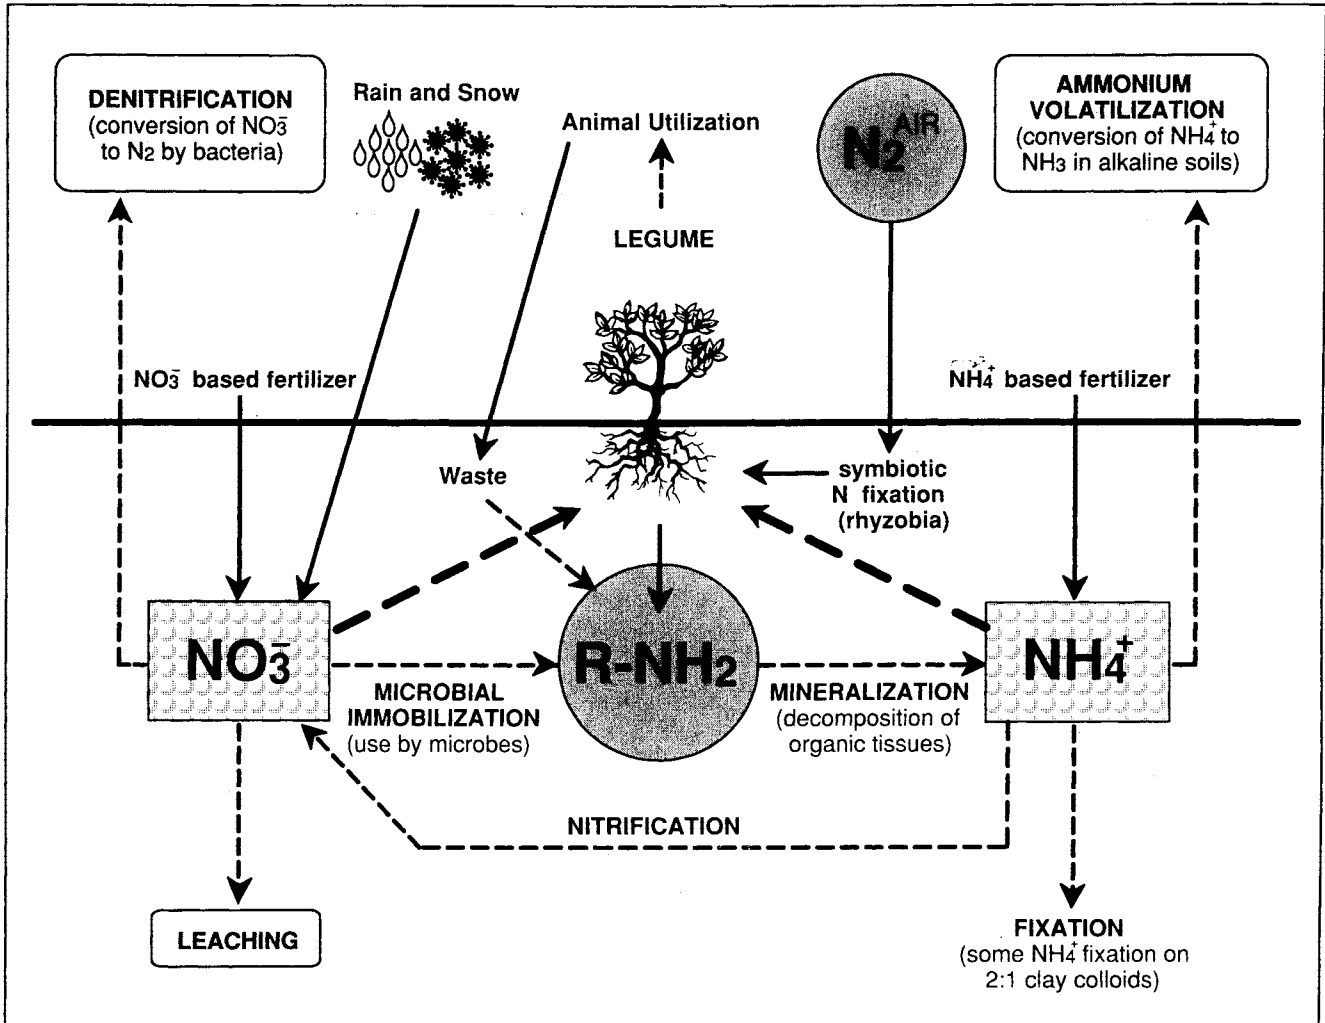 DENITRIFICATION
(conversion of NO₃⁻
to N₂ by bacteria)
Rain and Snow
Animal Utilization
N₂ AIR
AMMONIUM
VOLATILIZATION
(conversion of NH₄⁺ to
NH₃ in alkaline soils)
LEGUME
NO₃⁻ based fertilizer
NH₄⁺ based fertilizer
Waste
symbiotic
N fixation
(rhyzobia)
NO₃⁻
R-NH₂
NH₄⁺
MICROBIAL
IMMOBILIZATION
(use by microbes)
MINERALIZATION
(decomposition of
organic tissues)
NITRIFICATION
LEACHING
FIXATION
(some NH₄⁺ fixation on
2:1 clay colloids)